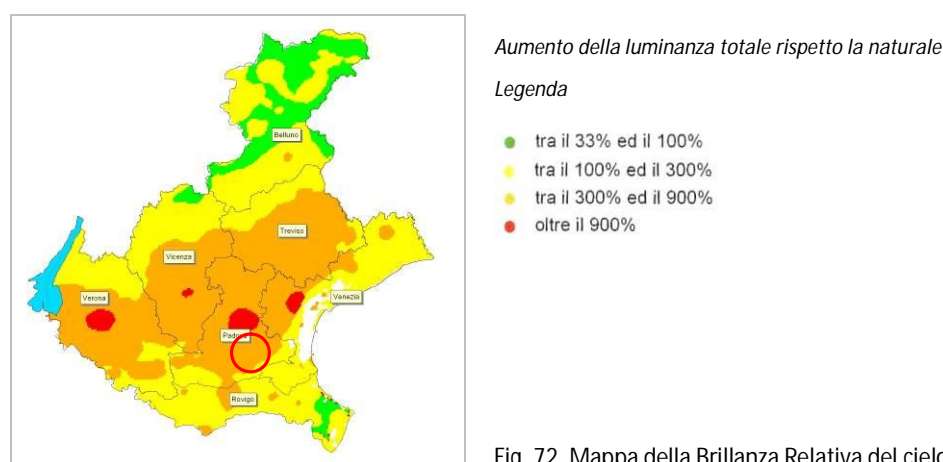 Belluno
Treviso
Vicenza
Verona
Venezia
Padova
Rovigo
Aumento della luminanza totale rispetto la naturale
Legenda
tra il 33% ed il 100%
tra il 100% ed il 300%
tra il 300% ed il 900%
oltre il 900%
Fig. 72 Mappa della Brillanza Relativa del cielo